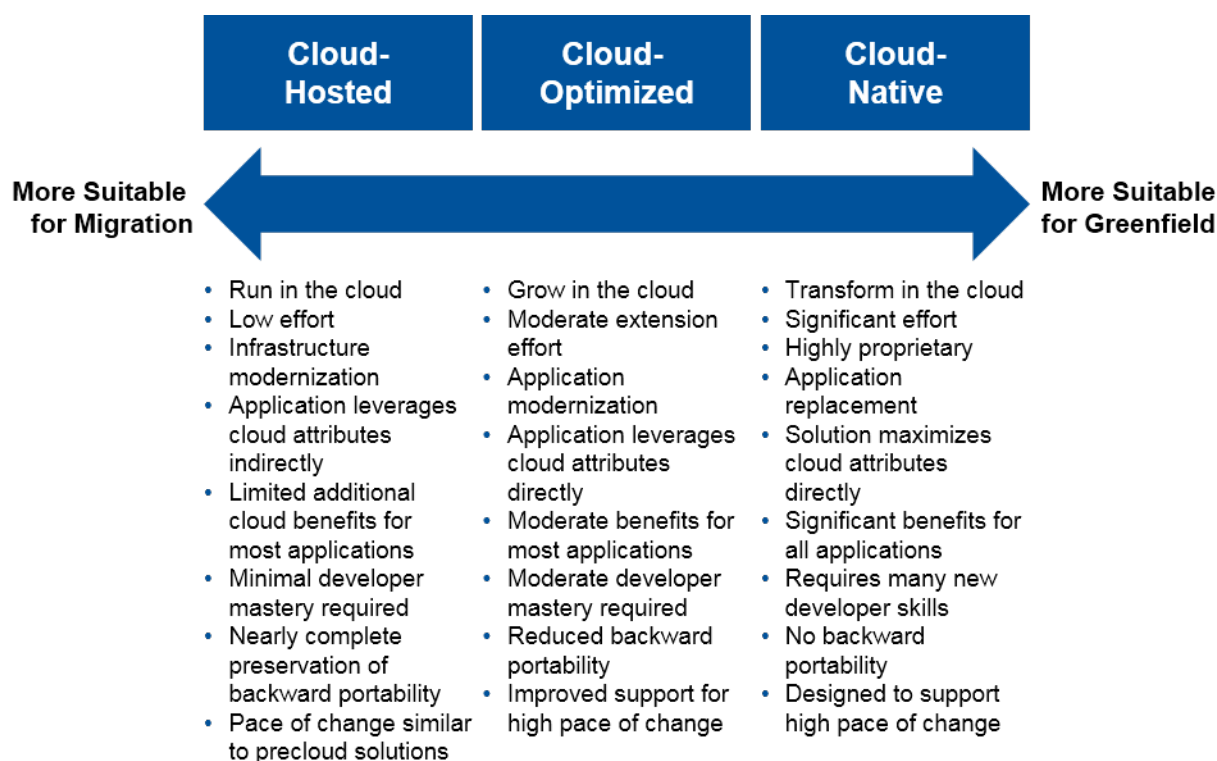 Cloud-
Hosted
Cloud-
Optimized
Cloud-
Native
More Suitable
for Migration
More Suitable
for Greenfield
• Run in the cloud
• Low effort
• Infrastructure
modernization
• Application leverages
cloud attributes
indirectly
• Limited additional
cloud benefits for
most applications
• Minimal developer
mastery required
• Nearly complete
preservation of
backward portability
• Pace of change similar
to precloud solutions
• Grow in the cloud
• Moderate extension
effort
• Application
modernization
• Application leverages
cloud attributes
directly
• Moderate benefits for
most applications
• Moderate developer
mastery required
• Reduced backward
portability
• Improved support for
high pace of change
• Transform in the cloud
• Significant effort
• Highly proprietary
• Application
replacement
• Solution maximizes
cloud attributes
directly
• Significant benefits for
all applications
• Requires many new
developer skills
• No backward
portability
• Designed to support
high pace of change